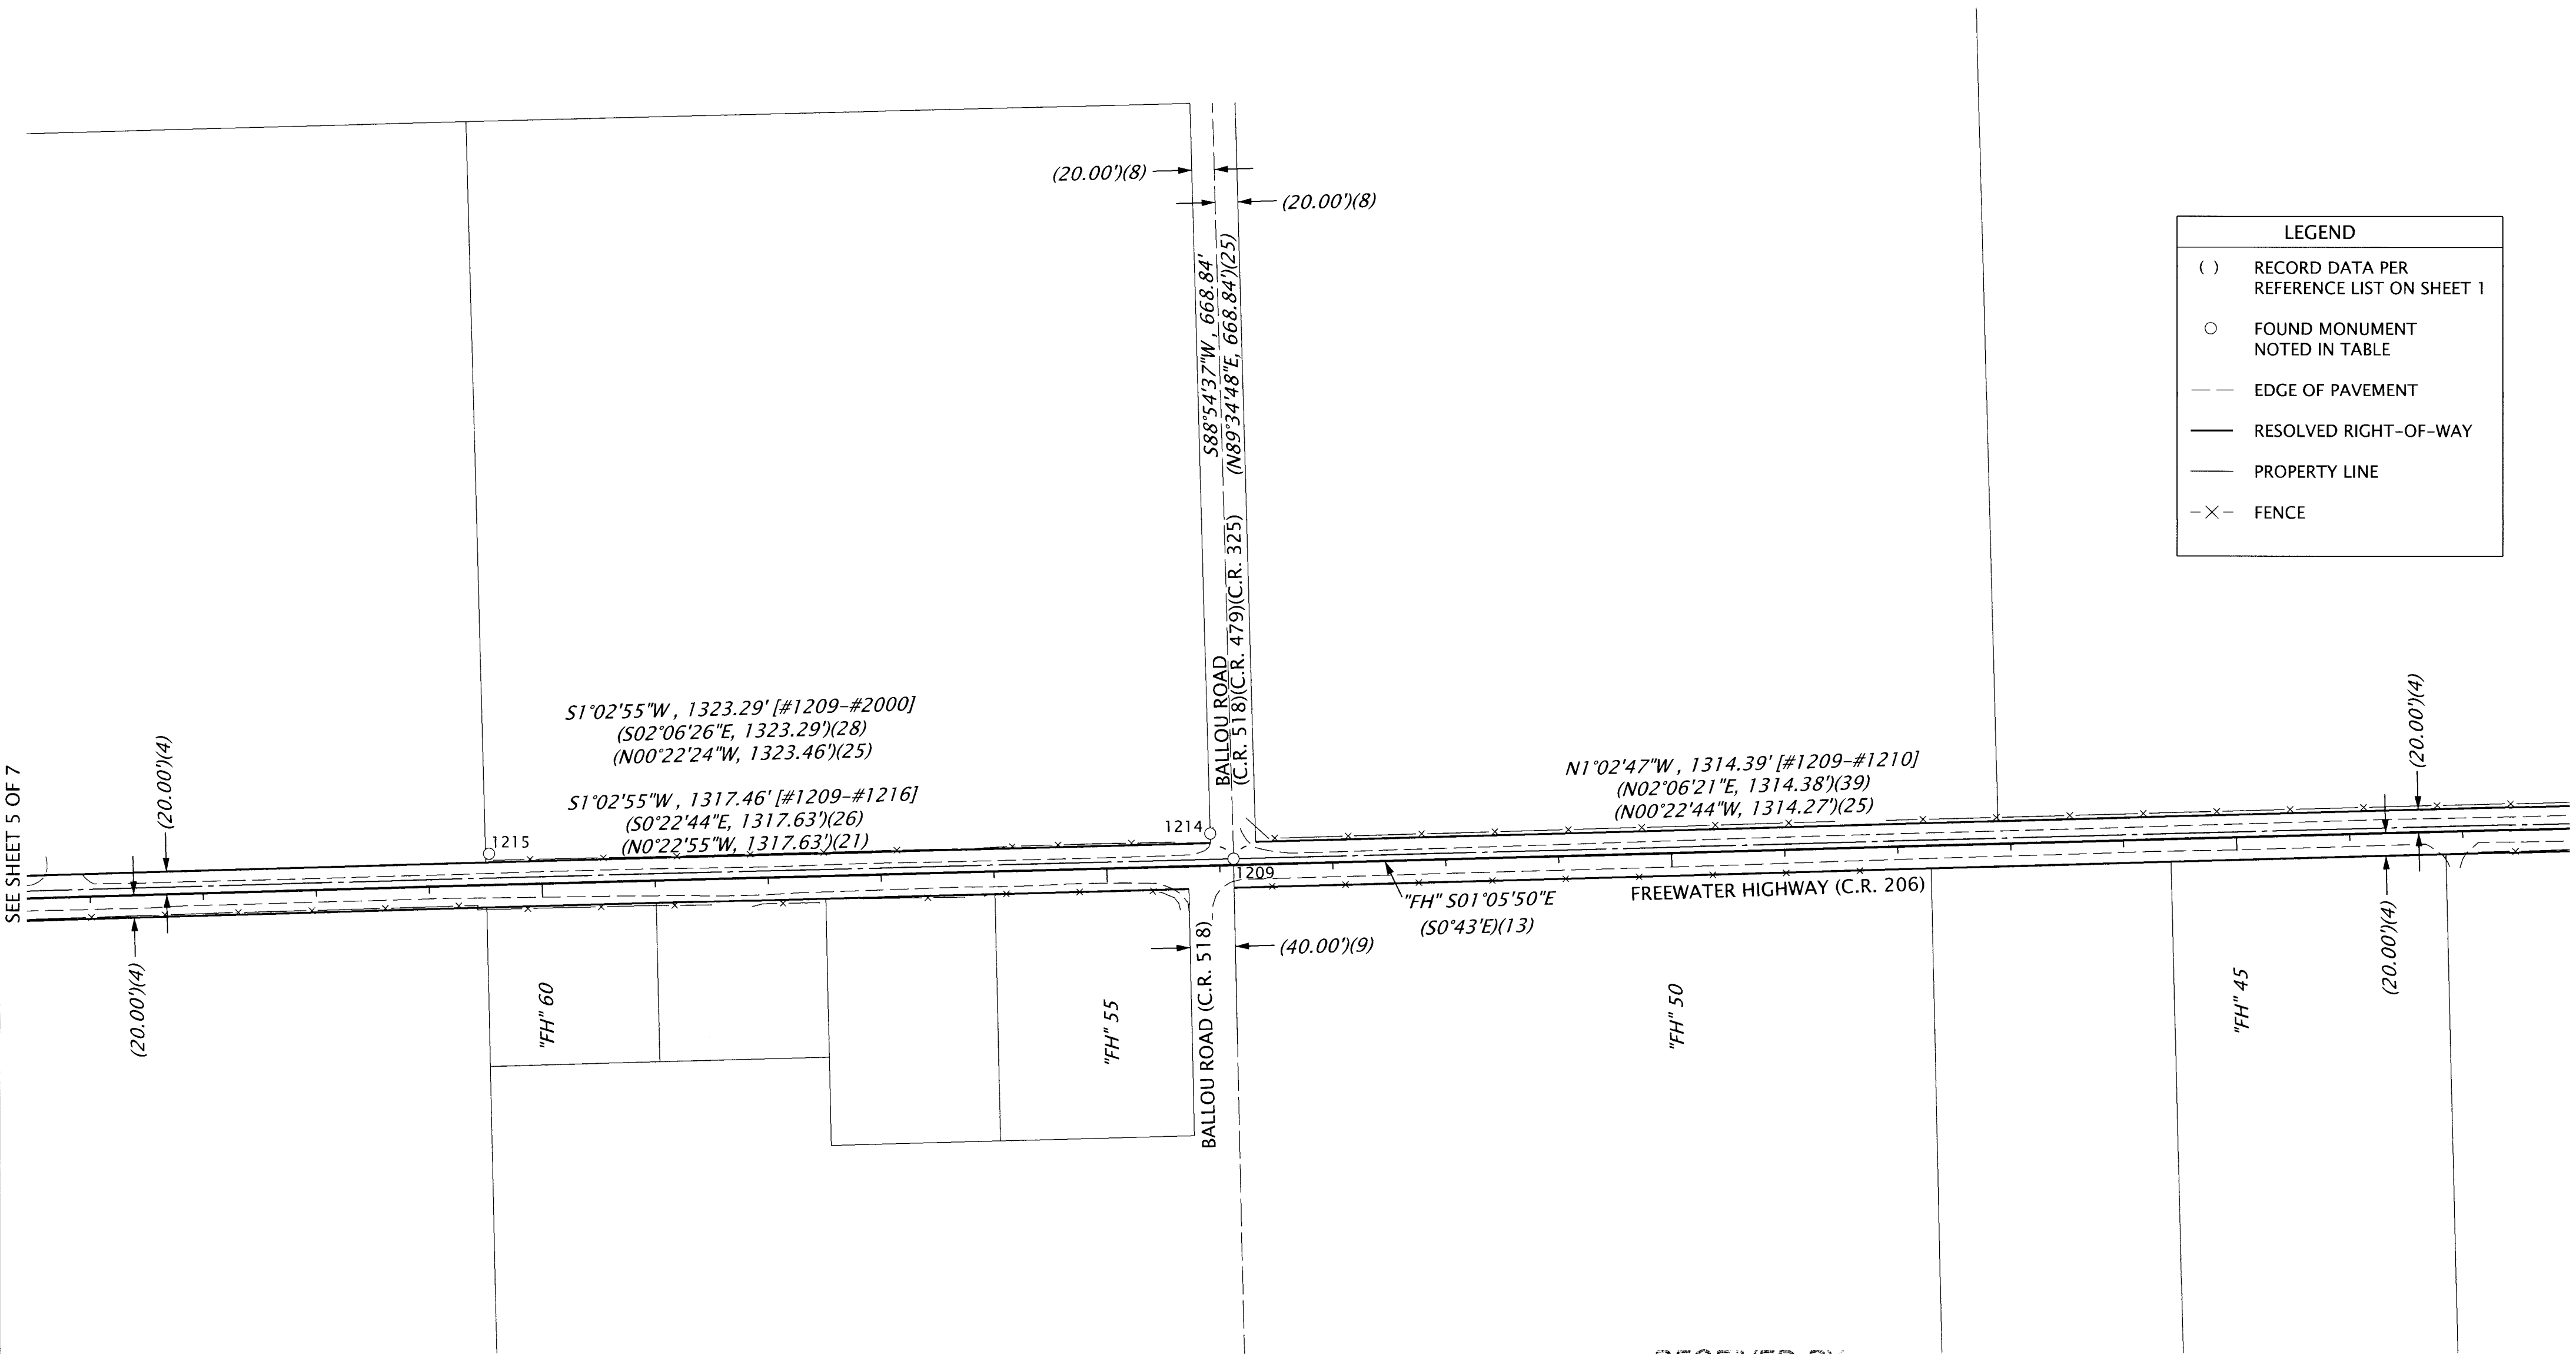 (20.00')(8)
(20.00')(8)
S88°54'37"W , 668.84'
(N89°34'48"E, 668.84')(25)
BALLOU ROAD
(C.R. 518)(C.R. 479)(C.R. 325)
LEGEND
( ) RECORD DATA PER
REFERENCE LIST ON SHEET 1
FOUND MONUMENT
NOTED IN TABLE
EDGE OF PAVEMENT
RESOLVED RIGHT-OF-WAY
PROPERTY LINE
FENCE
SEE SHEET 5 OF 7
(20.00')(4)
(20.00')(4)
S1°02'55"W , 1323.29' [#1209-#2000]
(S02°06'26"E, 1323.29')(28)
(N00°22'24"W, 1323.46')(25)
S1°02'55"W , 1317.46' [#1209-#1216]
(S0°22'44"E, 1317.63')(26)
(N0°22'55"W, 1317.63')(21)
1215
1214
1209
N1°02'47"W , 1314.39' [#1209-#1210]
(N02°06'21"E, 1314.38')(39)
(N00°22'44"W, 1314.27')(25)
(20.00')(4)
(20.00')(4)
"FH" S01°05'50"E
(S0°43'E)(13)
FREEWATER HIGHWAY (C.R. 206)
(40.00')(9)
BALLOU ROAD (C.R. 518)
"FH" 60
"FH" 55
"FH" 50
"FH" 45